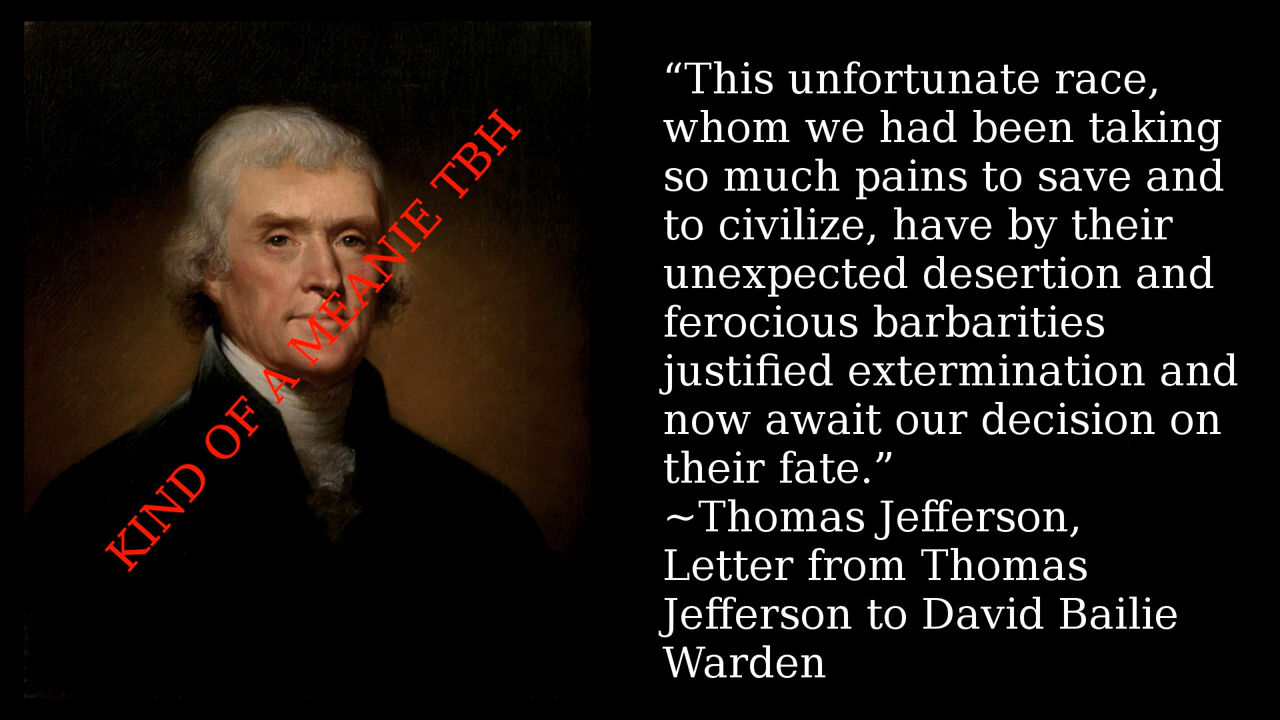 KIND OF A MEANIE TBH
“This unfortunate race,
whom we had been taking
so much pains to save and
to civilize, have by their
unexpected desertion and
ferocious barbarities
justified extermination and
now await our decision on
their fate.”
~Thomas Jefferson,
Letter from Thomas
Jefferson to David Bailie
Warden